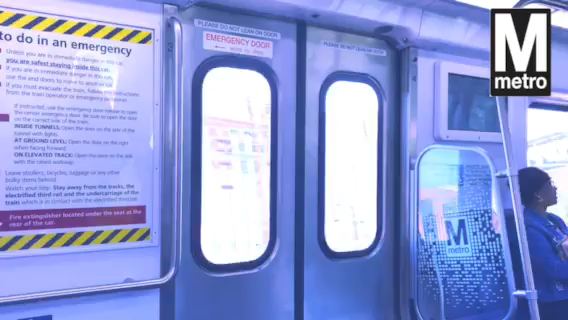 to do in an emergency
Unless you are in immediate danger in this car,
you are safest staying inside this car.
If you are in immediate danger in this car,
use the end doors to move to another car.
If you must evacuate the train, follow the instructions
from the train operator or emergency personnel.
If instructed, use the emergency door release to open
the center emergency door. Be sure to open the door
on the correct side of the train.
INSIDE TUNNELS: Open the door on the side of the
tunnel with lights.
AT GROUND LEVEL: Open the door on the right
when facing forward.
ON ELEVATED TRACK: Open the door on the side
with the raised walkway.
Leave strollers, bicycles, luggage or any other
bulky items behind.
Watch your step. Stay away from the tracks, the
electrified third rail and the undercarriage of the
train which is in contact with the electrified third rail.
Fire extinguisher located under the seat at the
rear of the car.
PLEASE DO NOT LEAN ON DOOR
EMERGENCY DOOR
PLEASE DO NOT LEAN ON DOOR
M
metro
M
metro